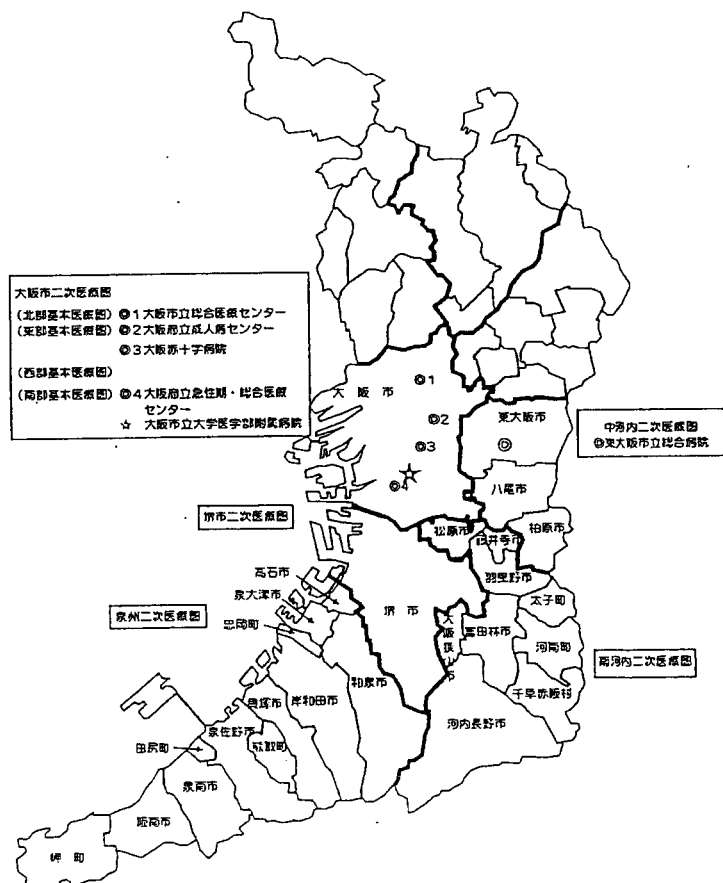 大阪市二次医療圏
(北部基本医療圏) ◎1大阪市立総合医療センター
(東部基本医療圏) ◎2大阪府立成人病センター
◎3大阪赤十字病院
(西部基本医療圏)
(南部基本医療圏) ◎4大阪府立急性期・総合医療
センター
☆ 大阪市立大学医学部附属病院
大阪市
◎1
◎2
◎3
◎4
東大阪市
◎
中河内二次医療圏
◎東大阪市立総合病院
八尾市
堺市二次医療圏
松原市
藤井寺市
柏原市
羽曳野市
高石市
泉大津市
堺市
太子町
泉州二次医療圏
忠岡町
大阪狭山市
富田林市
河南町
南河内二次医療圏
和泉市
千早赤阪村
貝塚市
岸和田市
河内長野市
泉佐野市
熊取町
田尻町
泉南市
阪南市
岬町